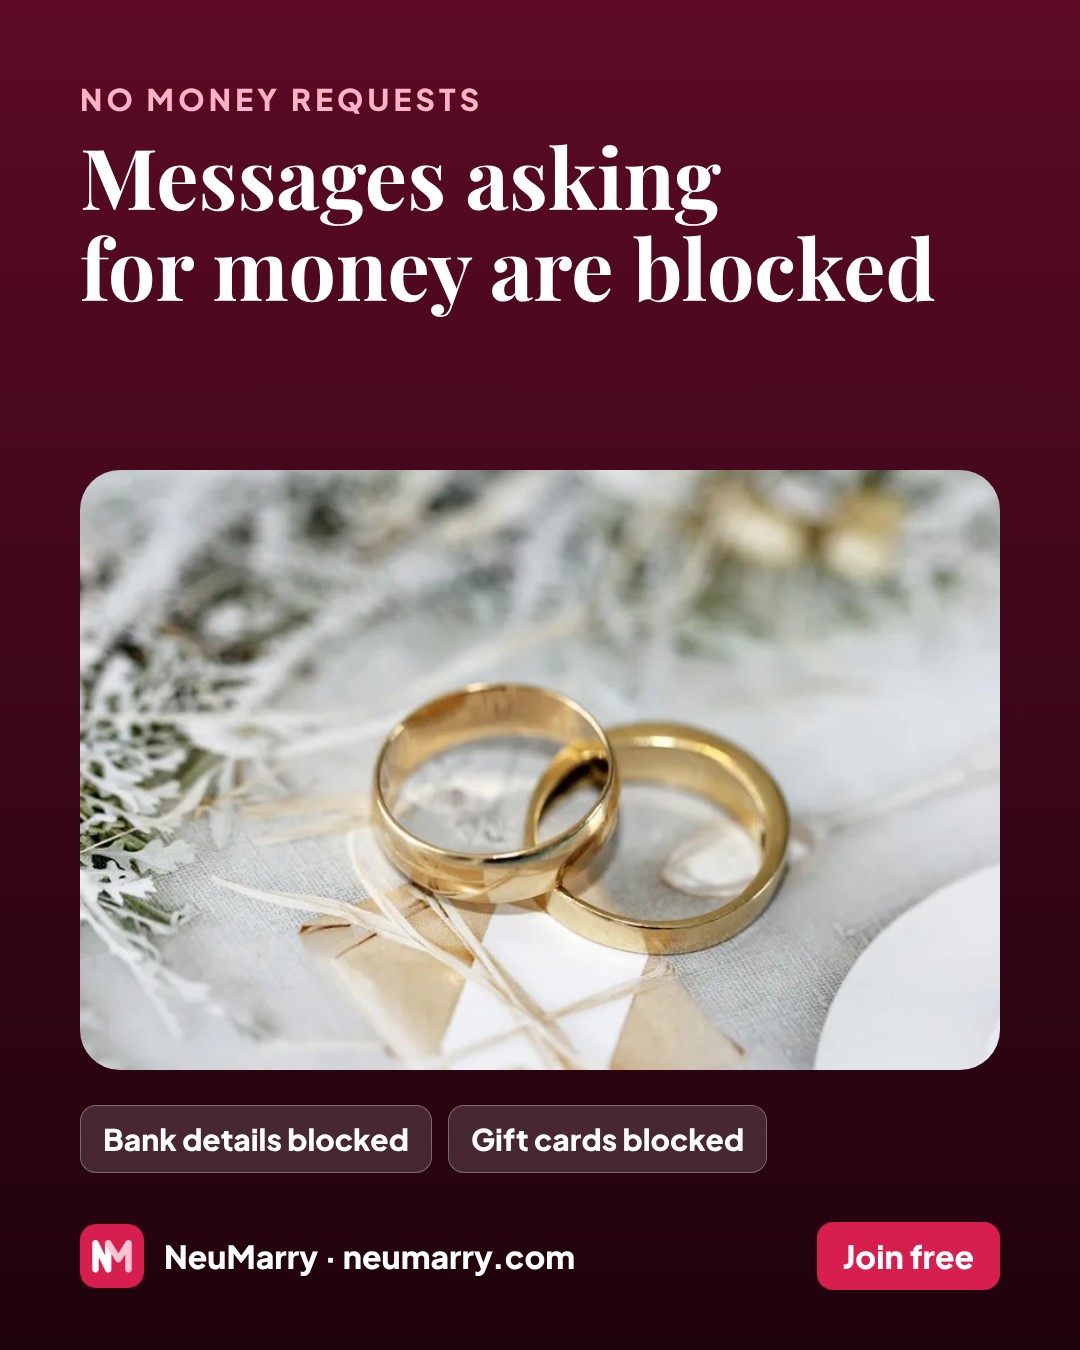 NO MONEY REQUESTS
Messages asking
for money are blocked
Bank details blocked
Gift cards blocked
NM
NeuMarry · neumarry.com
Join free